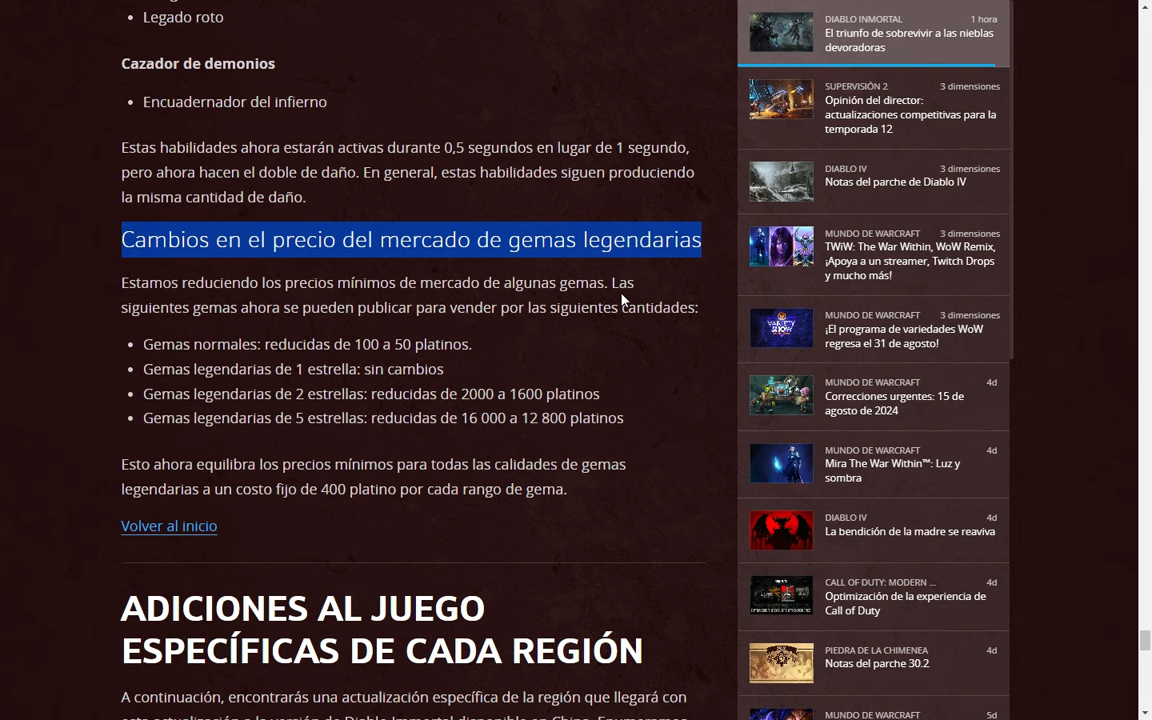 Legado roto
Cazador de demonios
Encuadernador del infierno
Estas habilidades ahora estarán activas durante 0,5 segundos en lugar de 1 segundo,
pero ahora hacen el doble de daño. En general, estas habilidades siguen produciendo
la misma cantidad de daño.
Cambios en el precio del mercado de gemas legendarias
Estamos reduciendo los precios mínimos de mercado de algunas gemas. Las
siguientes gemas ahora se pueden publicar para vender por las siguientes cantidades:
Gemas normales: reducidas de 100 a 50 platinos.
Gemas legendarias de 1 estrella: sin cambios
Gemas legendarias de 2 estrellas: reducidas de 2000 a 1600 platinos
Gemas legendarias de 5 estrellas: reducidas de 16 000 a 12 800 platinos
Esto ahora equilibra los precios mínimos para todas las calidades de gemas
legendarias a un costo fijo de 400 platino por cada rango de gema.
Volver al inicio
ADICIONES AL JUEGO
ESPECÍFICAS DE CADA REGIÓN
A continuación, encontrarás una actualización específica de la región que llegará con
DIABLO INMORTAL 1 hora
El triunfo de sobrevivir a las nieblas
devoradoras
SUPERVISIÓN 2 3 dimensiones
Opinión del director:
actualizaciones competitivas para la
temporada 12
DIABLO IV 3 dimensiones
Notas del parche de Diablo IV
MUNDO DE WARCRAFT 3 dimensiones
TWiW: The War Within, WoW Remix,
¡Apoya a un streamer, Twitch Drops
y mucho más!
MUNDO DE WARCRAFT 3 dimensiones
¡El programa de variedades WoW
regresa el 31 de agosto!
MUNDO DE WARCRAFT 4d
Correcciones urgentes: 15 de
agosto de 2024
MUNDO DE WARCRAFT 4d
Mira The War Within™: Luz y
sombra
DIABLO IV 4d
La bendición de la madre se reaviva
CALL OF DUTY: MODERN ... 4d
Optimización de la experiencia de
Call of Duty
PIEDRA DE LA CHIMENEA 4d
Notas del parche 30.2
MUNDO DE WARCRAFT 5d